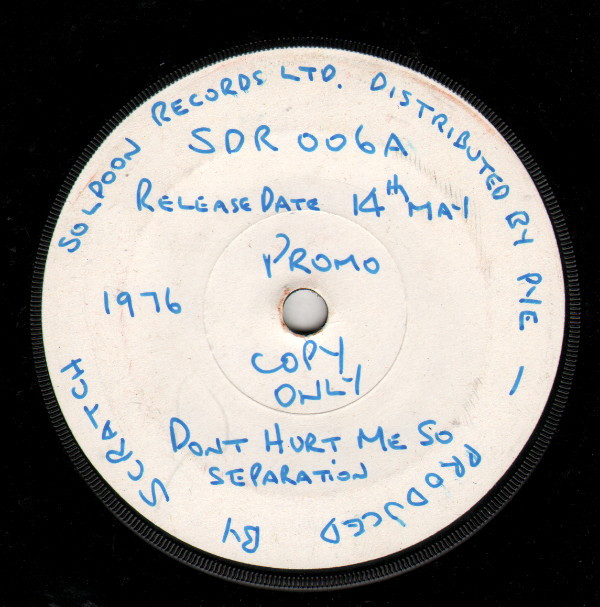 SOLDOON RECORDS LTD. DISTRIBUTED BY PYE — PRODUCED BY SCRATCH
SDR 006A
RELEASE DATE 14th MAY
PROMO
1976
COPY
ONLY
DONT HURT ME SO
SEPARATION